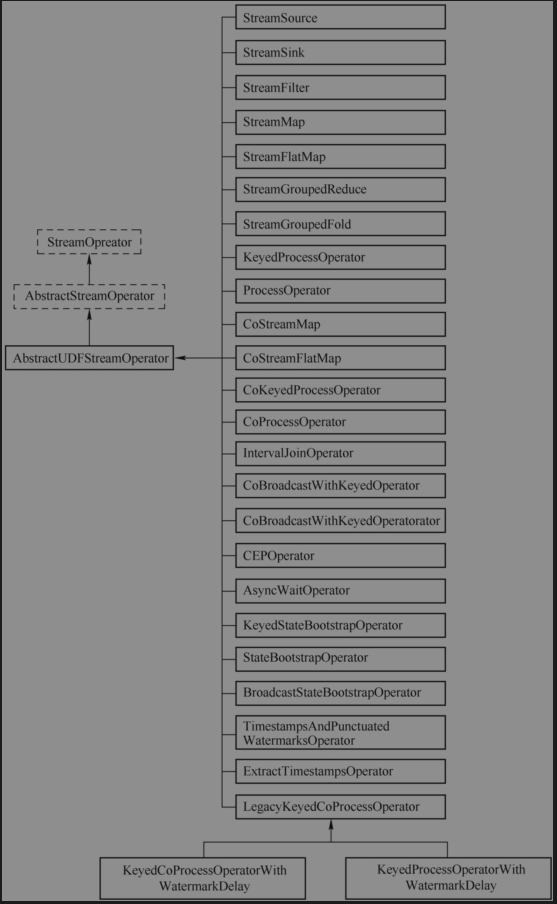 StreamSource
StreamSink
StreamFilter
StreamMap
StreamFlatMap
StreamGroupedReduce
StreamGroupedFold
StreamOpreator
KeyedProcessOperator
ProcessOperator
AbstractStreamOperator
CoStreamMap
AbstractUDFStreamOperator
CoStreamFlatMap
CoKeyedProcessOperator
CoProcessOperator
IntervalJoinOperator
CoBroadcastWithKeyedOperator
CoBroadcastWithKeyedOperatorator
CEPOperator
AsyncWaitOperator
KeyedStateBootstrapOperator
StateBootstrapOperator
BroadcastStateBootstrapOperator
TimestampsAndPunctuated
WatermarksOperator
ExtractTimestampsOperator
LegacyKeyedCoProcessOperator
KeyedCoProcessOperatorWith
WatermarkDelay
KeyedProcessOperatorWith
WatermarkDelay